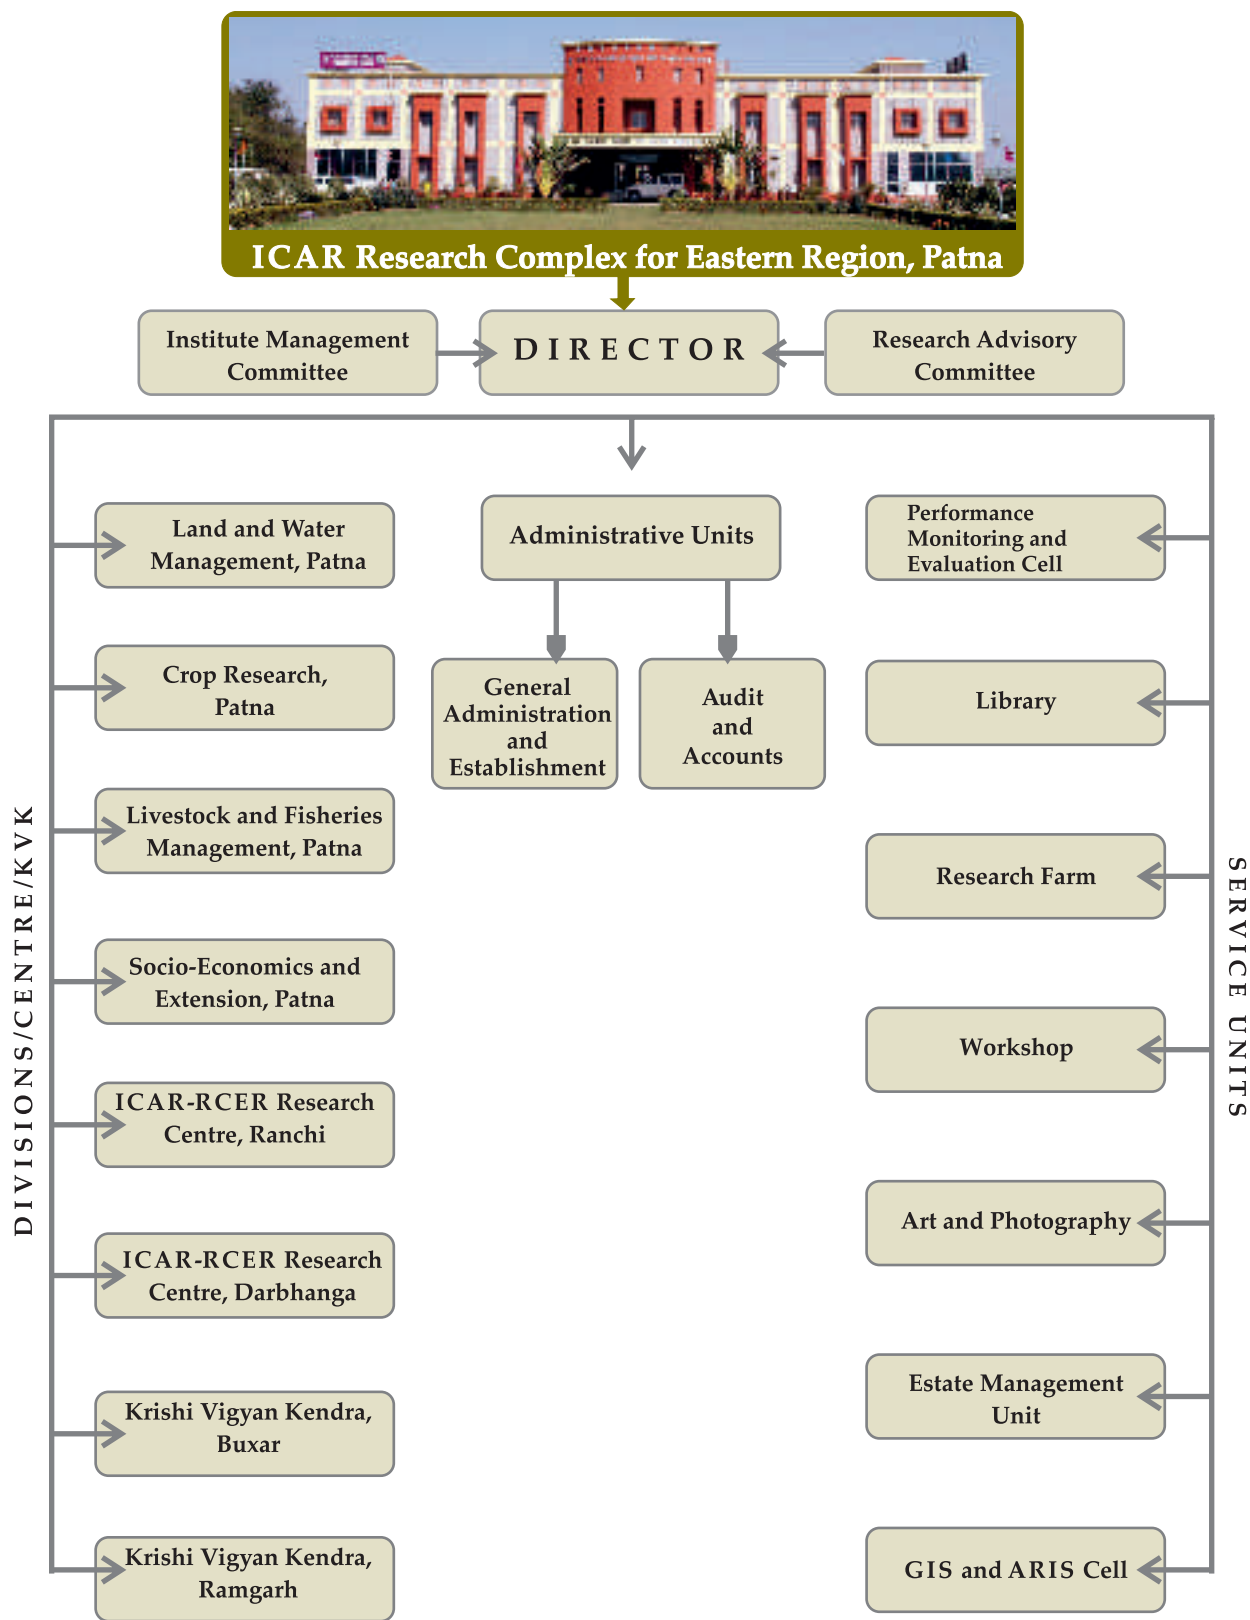 ICAR Research Complex for Eastern Region, Patna
Institute Management
Committee
DIRECTOR
Research Advisory
Committee
DIVISIONS/CENTRE/KVK
Land and Water
Management, Patna
Crop Research,
Patna
Livestock and Fisheries
Management, Patna
Socio-Economics and
Extension, Patna
ICAR-RCER Research
Centre, Ranchi
ICAR-RCER Research
Centre, Darbhanga
Krishi Vigyan Kendra,
Buxar
Krishi Vigyan Kendra,
Ramgarh
Administrative Units
General
Administration
and
Establishment
Audit
and
Accounts
Performance
Monitoring and
Evaluation Cell
Library
Research Farm
Workshop
Art and Photography
Estate Management
Unit
GIS and ARIS Cell
SERVICE UNITS